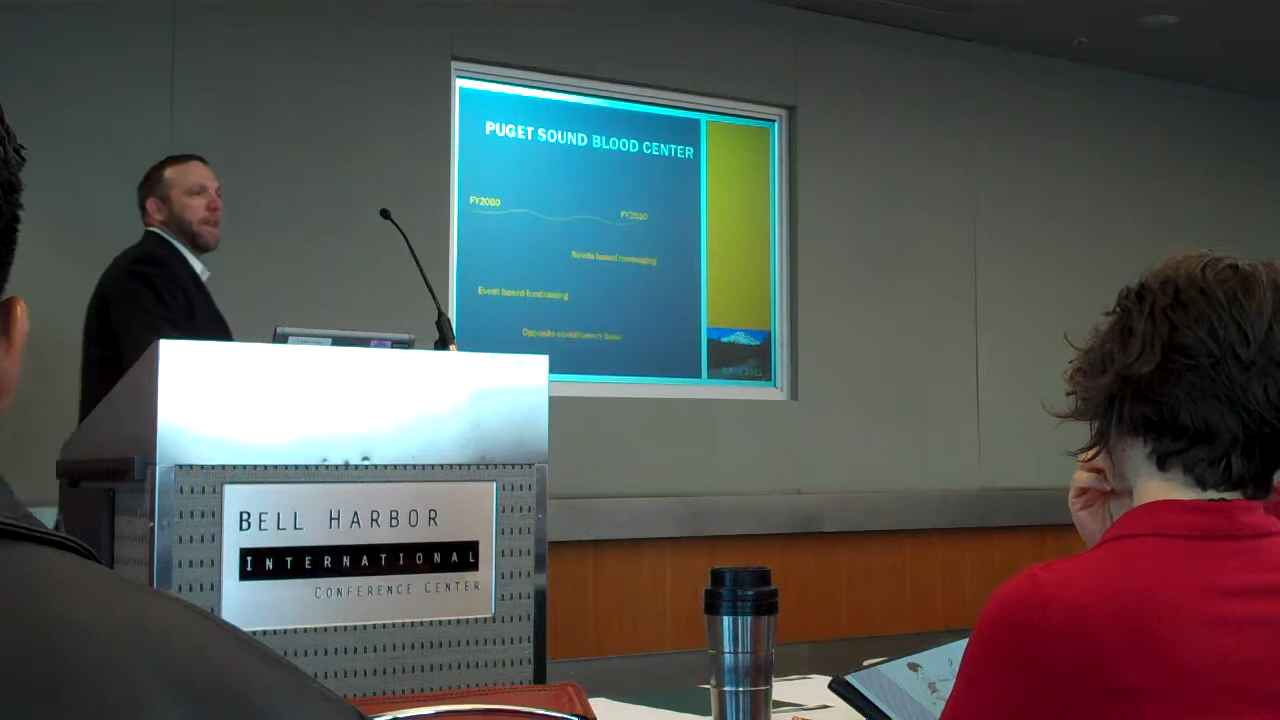 PUGET SOUND BLOOD CENTER
FY2000
FY2010
Needs based messaging
Event based fundraising
Opposite constituency base
BELL HARBOR
INTERNATIONAL
CONFERENCE CENTER